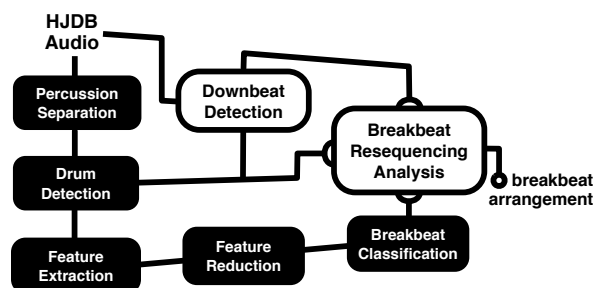 HJDB
Audio
Percussion
Separation
Downbeat
Detection
Breakbeat
Resequencing
Analysis
Drum
Detection
breakbeat
arrangement
Feature
Extraction
Feature
Reduction
Breakbeat
Classification